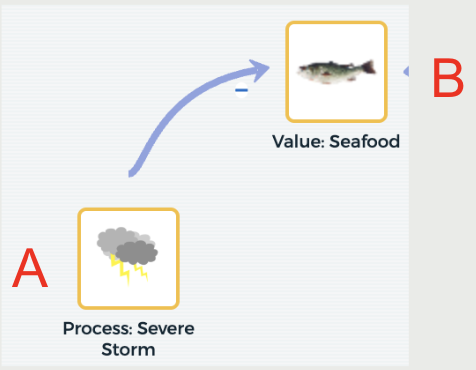 B
Value: Seafood
A
Process: Severe
Storm